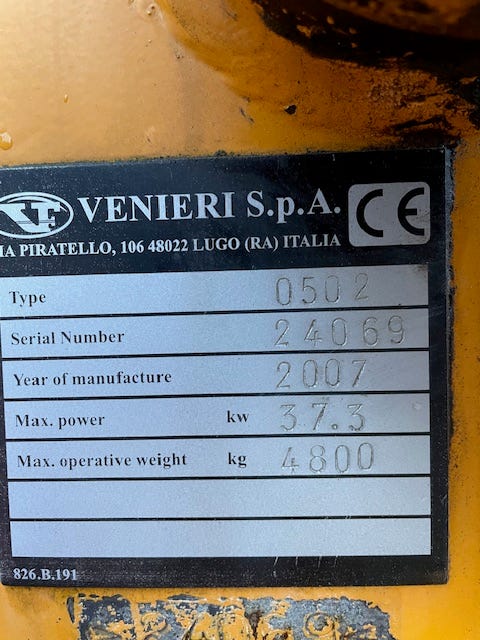 VF VENIERI S.p.A. CE
IA PIRATELLO, 106 48022 LUGO (RA) ITALIA
Type 0502
Serial Number 24069
Year of manufacture 2007
Max. power kw 37.3
Max. operative weight kg 4800
826.B.191